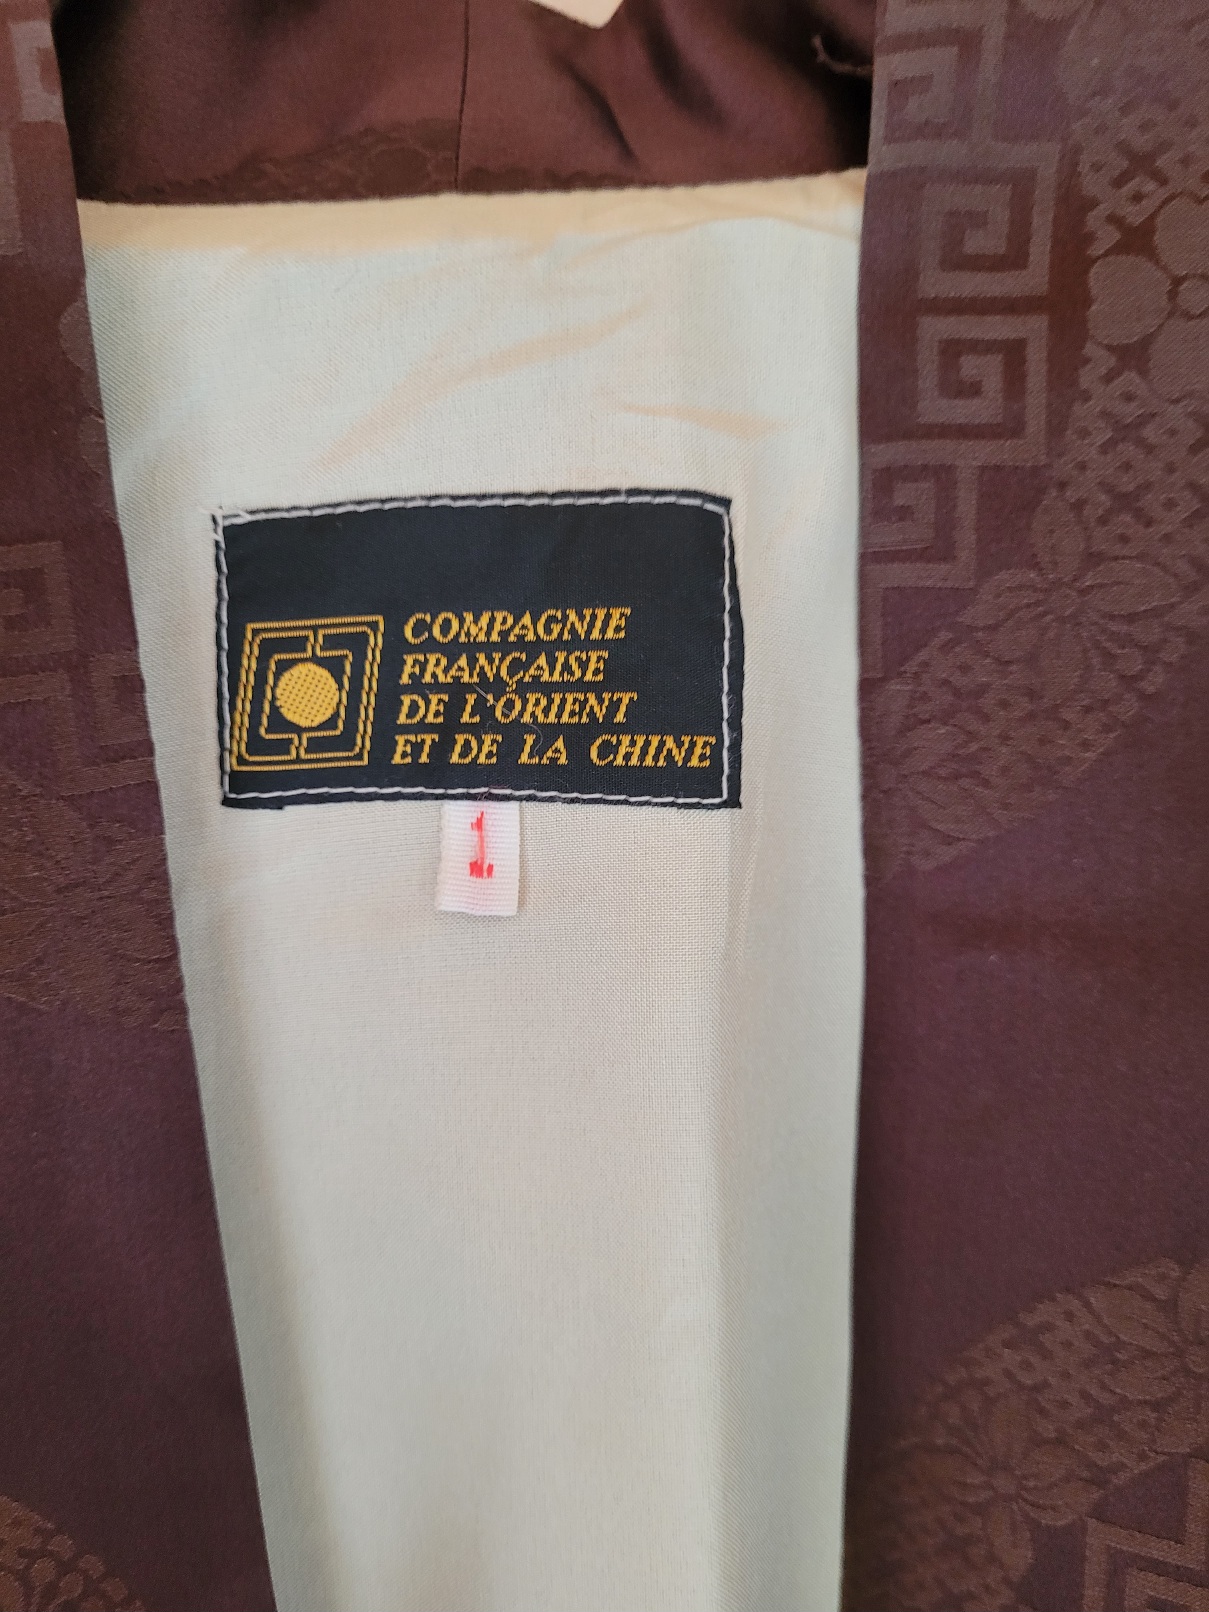 COMPAGNIE
FRANÇAISE
DE L'ORIENT
ET DE LA CHINE
1